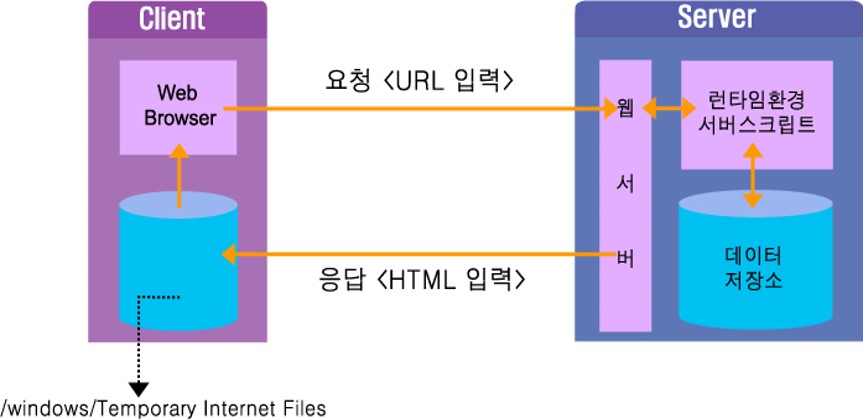 Client
Server
Web
Browser
요청 <URL 입력>
웹
서
버
런타임환경
서버스크립트
데이터
저장소
응답 <HTML 입력>
/windows/Temporary Internet Files